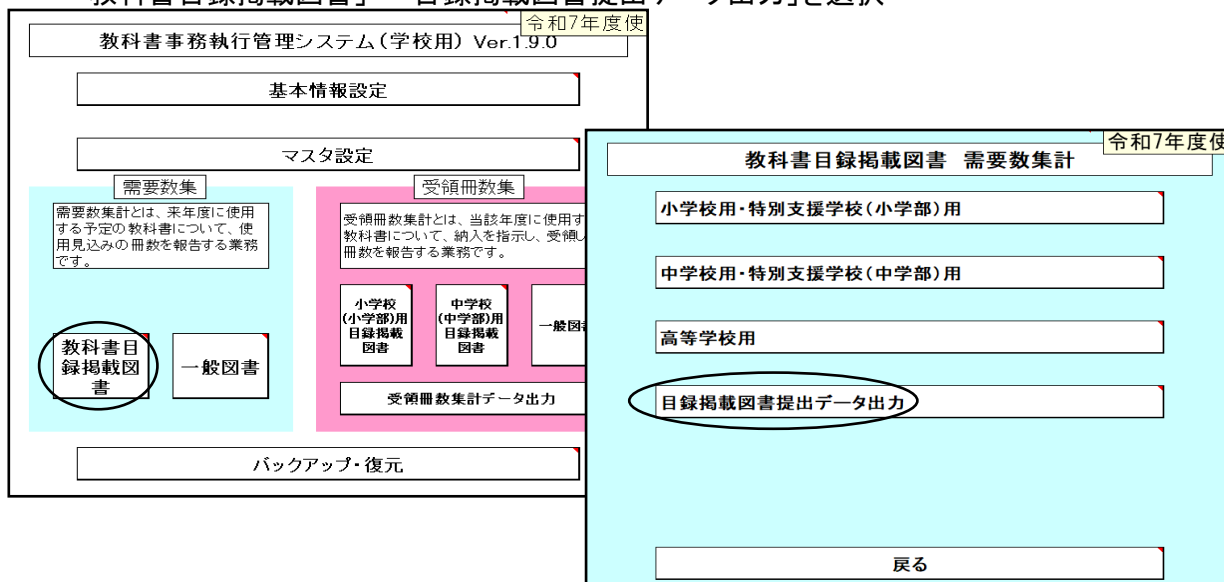 教科書目録掲載図書」 目録掲載図書提出データ出力」を選択
令和7年度使
教科書事務執行管理システム(学校用) Ver.1.9.0
基本情報設定
マスタ設定
需要数集
需要数集計とは、来年度に使用
する予定の教科書について、使
用見込みの冊数を報告する業務
です。
教科書目
録掲載図
書
一般図書
受領冊数集
受領冊数集計とは、当該年度に使用す
教科書について、納入を指示し、受領し
冊数を報告する業務です。
小学校
(小学部)用
目録掲載
図書
中学校
(中学部)用
目録掲載
図書
一般図
受領冊数集計データ出力
バックアップ・復元
令和7年度使
教科書目録掲載図書 需要数集計
小学校用・特別支援学校(小学部)用
中学校用・特別支援学校(中学部)用
高等学校用
目録掲載図書提出データ出力
戻る